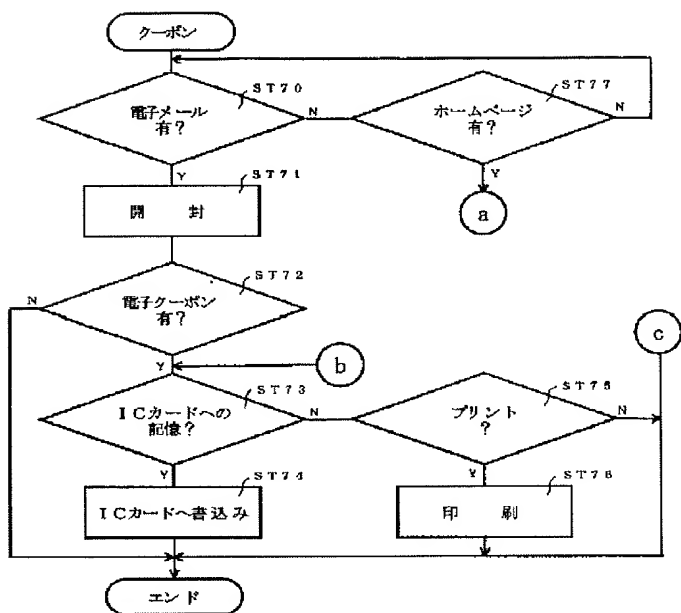 クーポン
ST70
電子メール
有?
N
ST77
ホームページ
有?
N
Y
Y
ST71
開 封
a
ST72
N
電子クーポン
有?
Y
b
c
ST73
ICカードへの
記憶?
N
ST75
プリント
?
N
Y
Y
ST74
ICカードへ書込み
ST76
印 刷
エンド